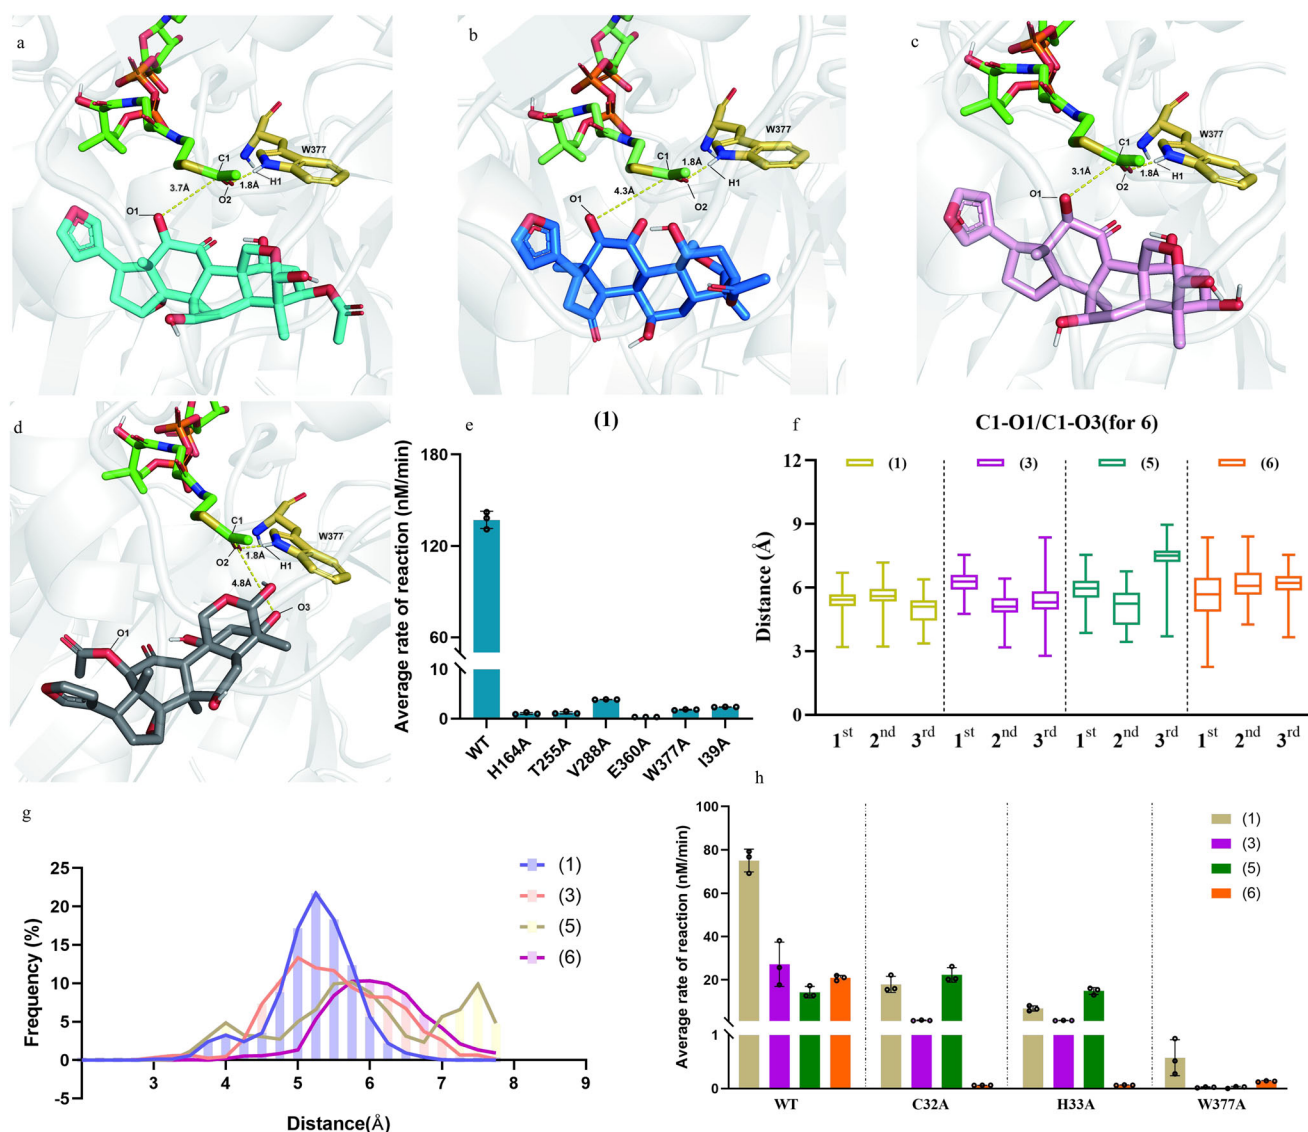 a
W377
C1
3.7Å
1.8Å
H1
O2
O1
b
W377
C1
1.8Å
H1
4.3Å
O2
O1
c
W377
C1
3.1Å
1.8Å
H1
O2
O1
d
C1
W377
O2
1.8Å
H1
4.8Å
O3
O1
e
(1)
Average rate of reaction (nM/min)
180
120
60
10
0
WT
H164A
T255A
V288A
E360A
W377A
I39A
f
C1-O1/C1-O3(for 6)
(1)
(3)
(5)
(6)
Distance (Å)
12
9
6
3
0
1st 2nd 3rd 1st 2nd 3rd 1st 2nd 3rd 1st 2nd 3rd
g
(1)
(3)
(5)
(6)
Frequency (%)
25
20
15
10
5
0
-5
3 4 5 6 7 8 9
Distance(Å)
h
(1)
(3)
(5)
(6)
Average rate of reaction (nM/min)
100
80
60
40
20
1
0
WT C32A H33A W377A